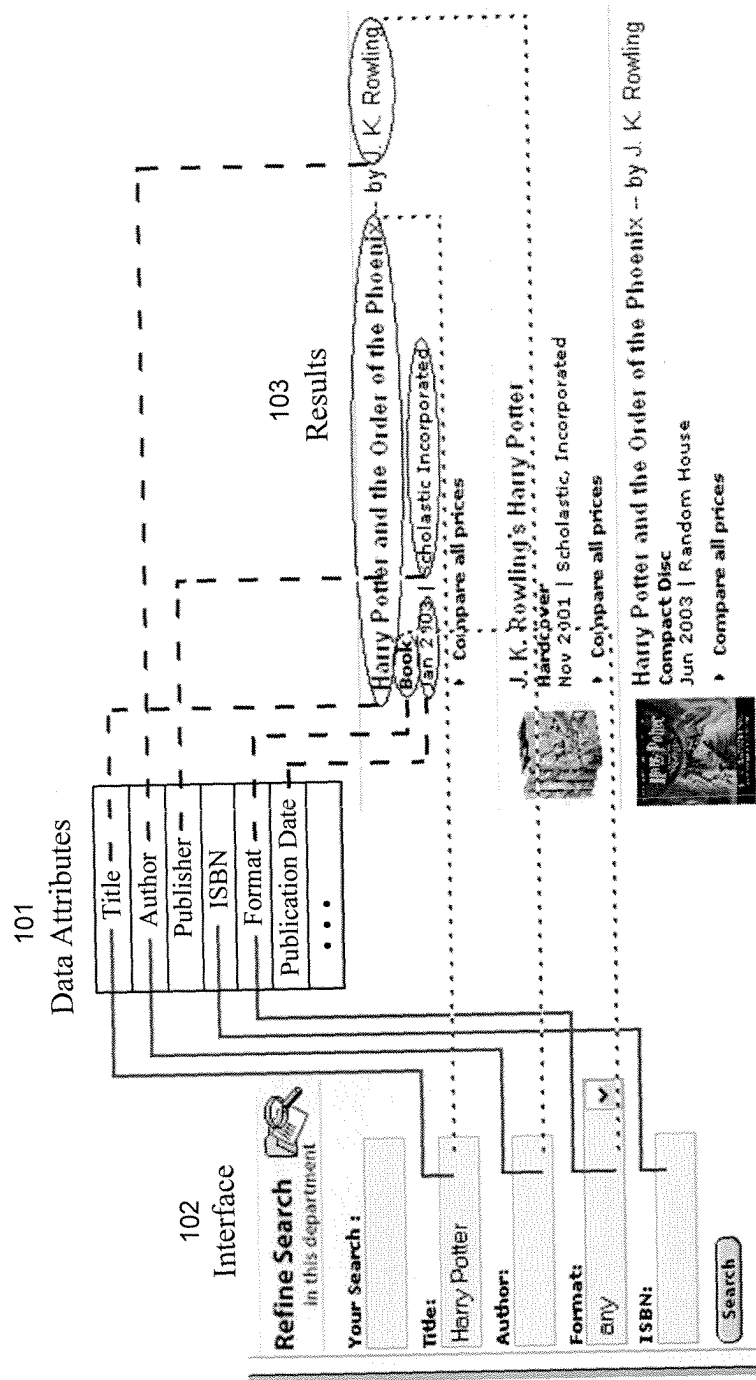 101
Data Attributes
Title
Author
Publisher
ISBN
Format
Publication Date
• • •
102
Interface
Refine Search
in this department
Your Search :
Title:
Harry Potter
Author:
Format:
any
ISBN:
Search
103
Results
Harry Potter and the Order of the Phoenix -- by J. K. Rowling
Book
Jan 2003 | Scholastic Incorporated
Compare all prices
J. K. Rowling's Harry Potter
Hardcover
Nov 2001 | Scholastic, Incorporated
Compare all prices
Harry Potter and the Order of the Phoenix -- by J. K. Rowling
Compact Disc
Jun 2003 | Random House
Compare all prices
Harry Potter